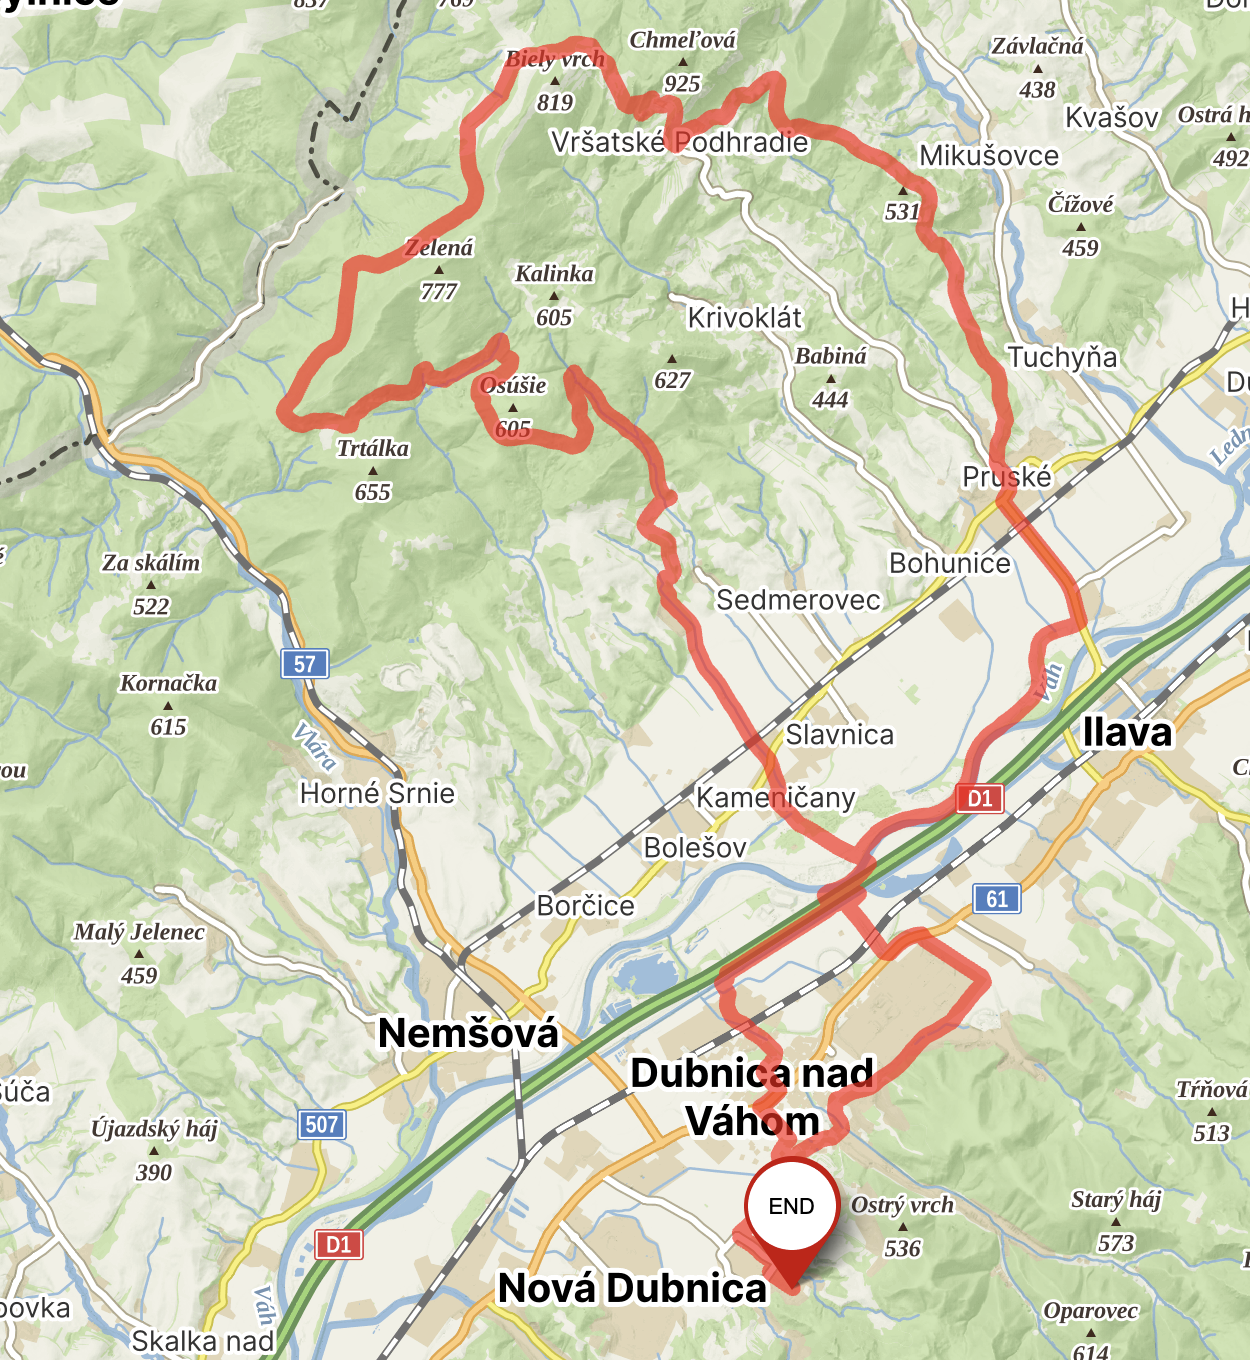 837
769
Chmeľová
925
Biely vrch
819
Závlačná
438
Kvašov
Ostrá h
492
Vršatské Podhradie
Mikušovce
531
Čížové
459
Zelená
777
Kalinka
605
Krivoklát
Babiná
444
627
Tuchyňa
Osúšie
605
Trtálka
655
Pruské
Za skálím
522
Bohunice
Sedmerovec
57
Kornačka
615
Vlára
Váh
Ilava
Slavnica
Horné Srnie
Kameničany
D1
Bolešov
61
Borčice
Malý Jelenec
459
Nemšová
Dubnica nad
Váhom
507
Újazdský háj
390
Tŕňová
513
END
Ostrý vrch
536
Starý háj
573
D1
Nová Dubnica
Váh
Oparovec
614
Skalka nad